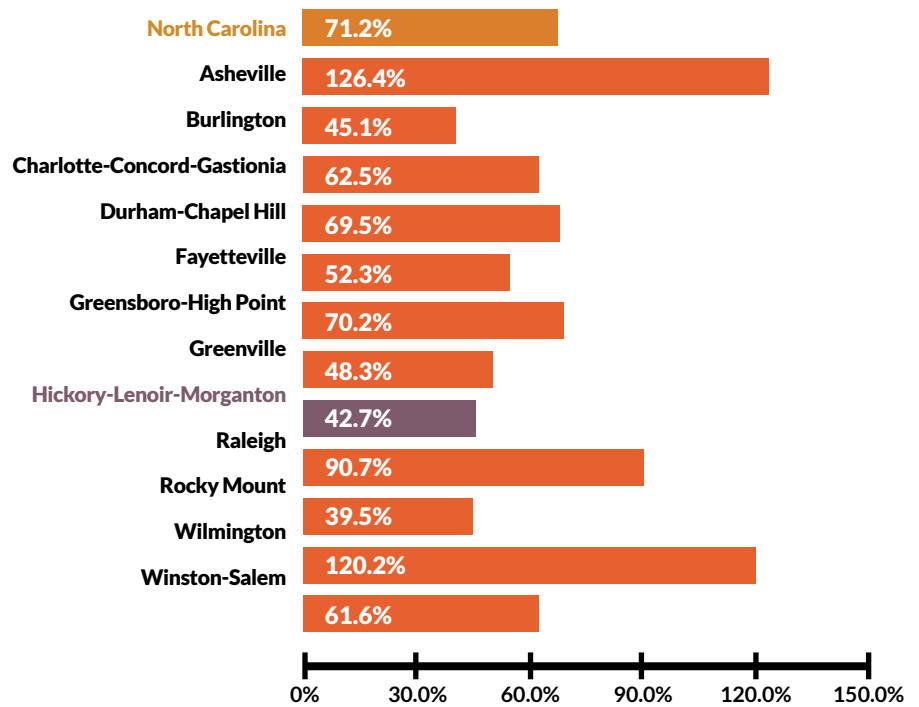 North Carolina 71.2%
Asheville 126.4%
Burlington 45.1%
Charlotte-Concord-Gastionia 62.5%
Durham-Chapel Hill 69.5%
Fayetteville 52.3%
Greensboro-High Point 70.2%
Greenville 48.3%
Hickory-Lenoir-Morganton 42.7%
Raleigh 90.7%
Rocky Mount 39.5%
Wilmington 120.2%
Winston-Salem 61.6%
0% 30.0% 60.0% 90.0% 120.0% 150.0%